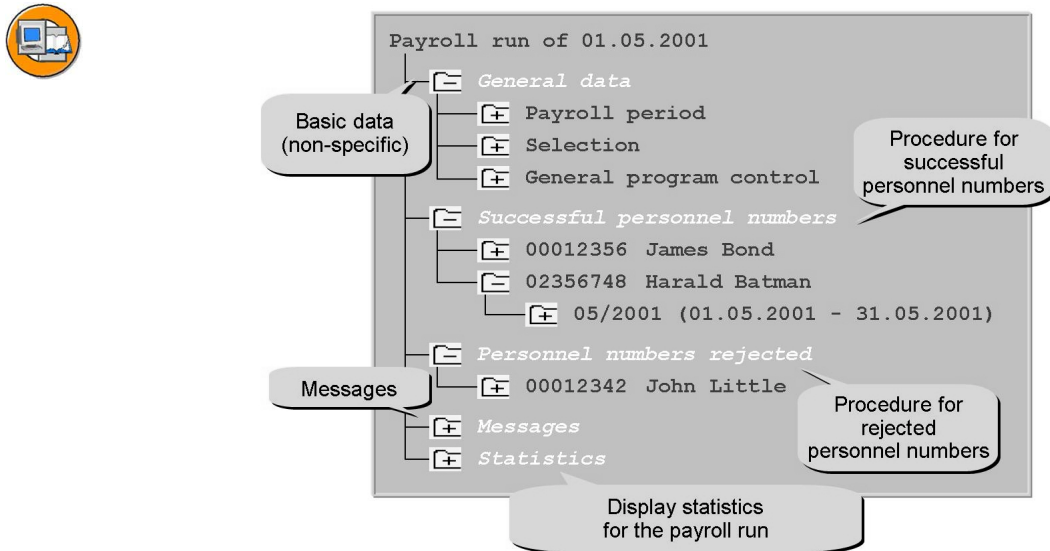 Payroll run of 01.05.2001
General data
Basic data
(non-specific)
Payroll period
Selection
General program control
Procedure for
successful
personnel numbers
Successful personnel numbers
00012356 James Bond
02356748 Harald Batman
05/2001 (01.05.2001 - 31.05.2001)
Personnel numbers rejected
00012342 John Little
Messages
Procedure for
rejected
personnel numbers
Messages
Statistics
Display statistics
for the payroll run